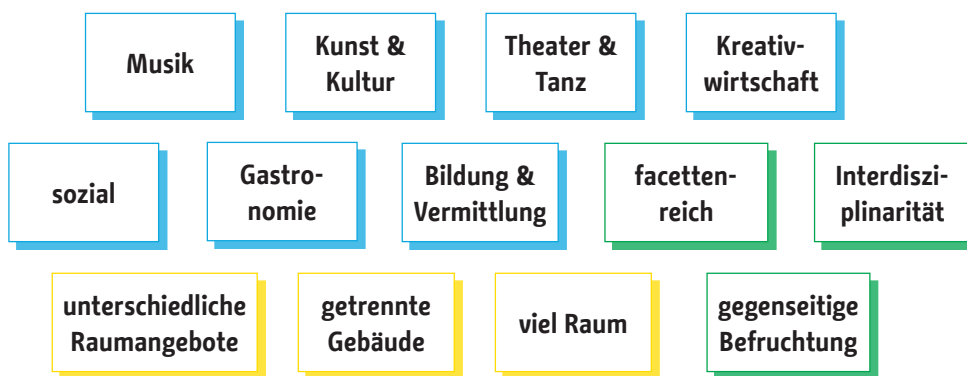 Musik
Kunst &
Kultur
Theater &
Tanz
Kreativ-
wirtschaft
sozial
Gastro-
nomie
Bildung &
Vermittlung
facetten-
reich
Interdiszi-
plinarität
unterschiedliche
Raumangebote
getrennte
Gebäude
viel Raum
gegenseitige
Befruchtung